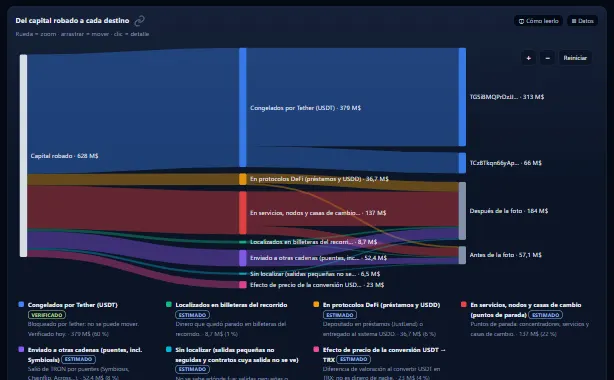 Del capital robado a cada destino
Cómo leerlo
Datos
Rueda = zoom · arrastrar = mover · clic = detalle
+
−
Reiniciar
Capital robado · 628 M$
Congelados por Tether (USDT) · 379 M$
En protocolos DeFi (préstamos y USDD) · 36,7 M$
En servicios, nodos y casas de cambio... · 137 M$
Localizados en billeteras del recorri... · 8,7 M$
Enviado a otras cadenas (puentes, inc... · 52,4 M$
Sin localizar (salidas pequeñas no se... · 6,5 M$
Efecto de precio de la conversión USD... · 23 M$
· 313 M$
· 66 M$
Después de la foto · 184 M$
Antes de la foto · 57,1 M$
Congelados por Tether (USDT)
VERIFICADO
Bloqueado por Tether: no se puede mover.
Verificado hoy. · 379 M$ (60 %)
Localizados en billeteras del recorrido
ESTIMADO
Dinero que quedó parado en billeteras del
recorrido. · 8,7 M$ (1 %)
En protocolos DeFi (préstamos y USDD)
ESTIMADO
Depositado en préstamos (JustLend) o
entregado al sistema USDD. · 36,7 M$ (6 %)
En servicios, nodos y casas de cambio
(puntos de parada)
ESTIMADO
Puntos de parada: concentradores, servicios y
casas de cambio. · 137 M$ (22 %)
Enviado a otras cadenas (puentes, incl.
Symbiosis)
ESTIMADO
Salió de TRON por puentes (Symbiosis,
Chainflip, Allbridge...). · 52,4 M$ (8 %)
Sin localizar (salidas pequeñas no
seguidas y contratos cuya salida no se ve)
ESTIMADO
Efecto de precio de la conversión USDT →
TRX
ESTIMADO
Diferencia de valoración al convertir USDT en
TRX: no es dinero de nadie. · 23 M$ (4 %)